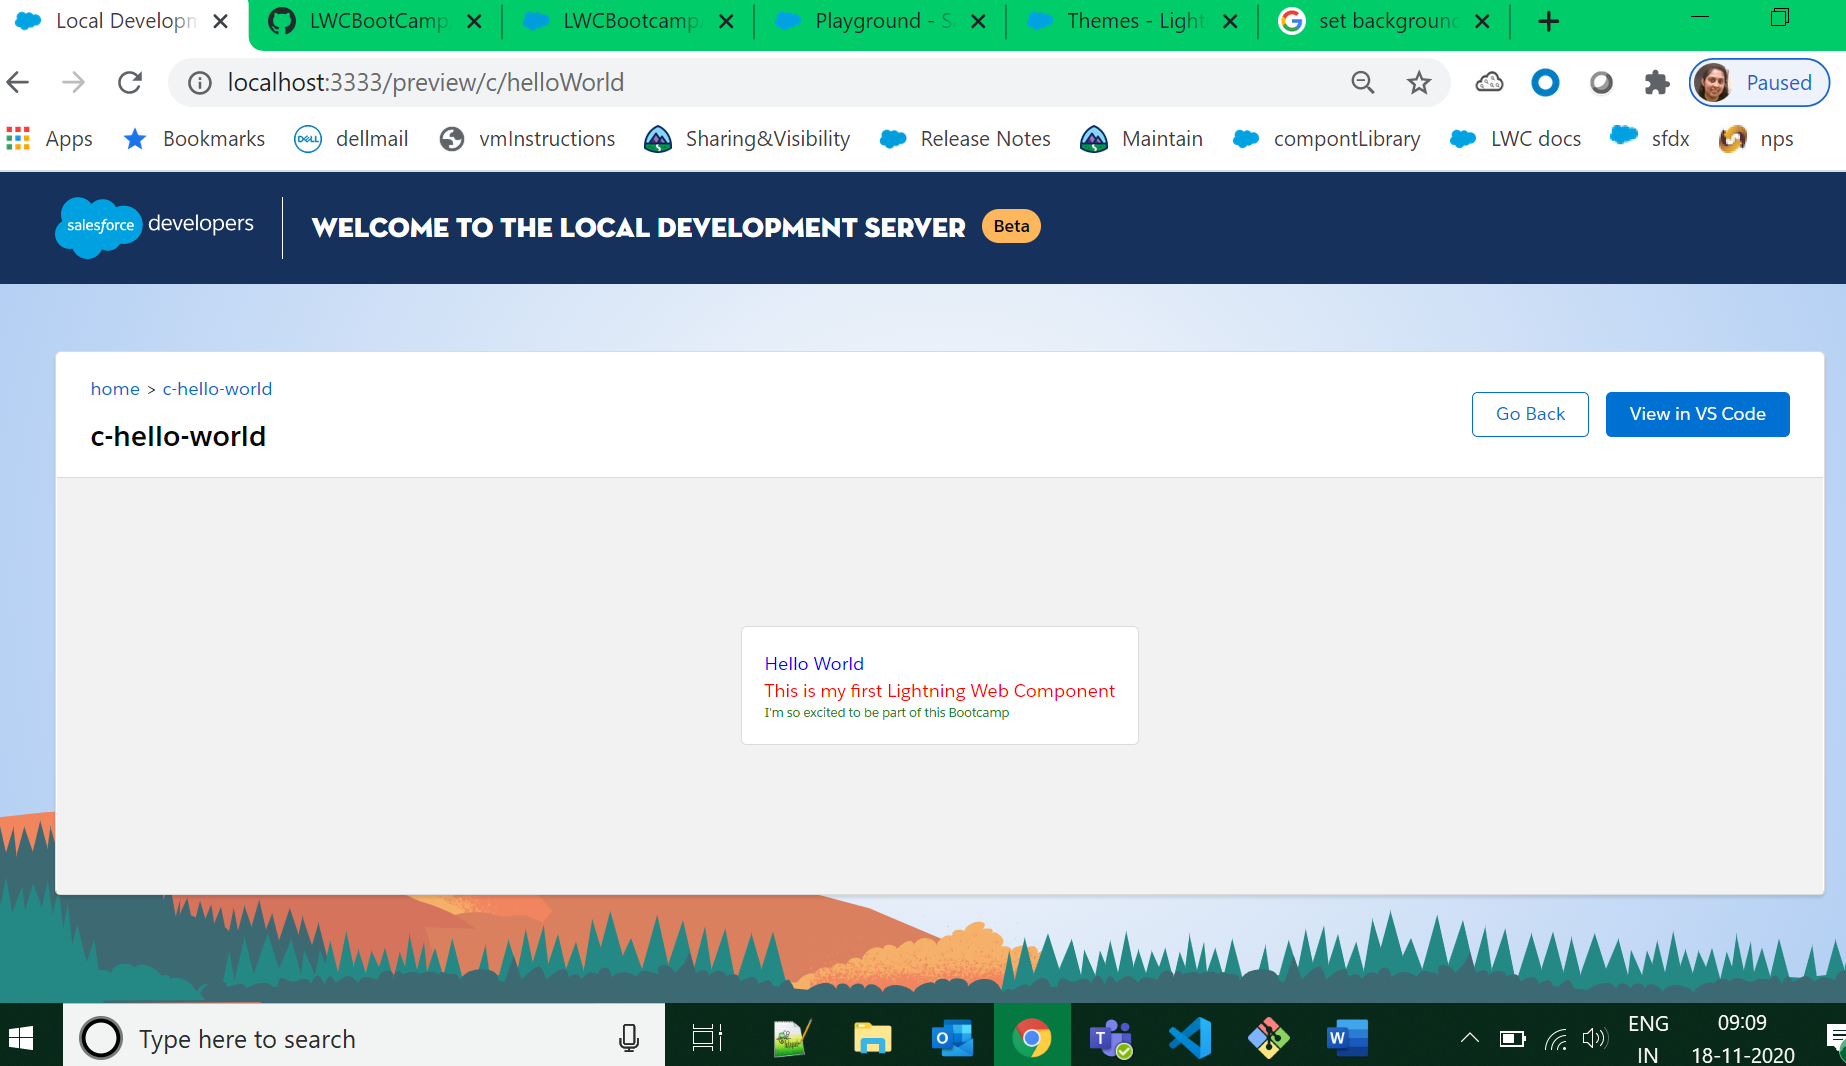 Local Developn
LWCBootCamp
LWCBootcamp
Playground - S
Themes - Light
set background
localhost:3333/preview/c/helloWorld
Paused
Apps
Bookmarks
DELL
dellmail
vmInstructions
Sharing&Visibility
Release Notes
Maintain
compontLibrary
LWC docs
sfdx
nps
salesforce developers
WELCOME TO THE LOCAL DEVELOPMENT SERVER
Beta
home > c-hello-world
c-hello-world
Go Back
View in VS Code
Hello World
This is my first Lightning Web Component
I'm so excited to be part of this Bootcamp
Type here to search
ENG
IN
09:09
18-11-2020